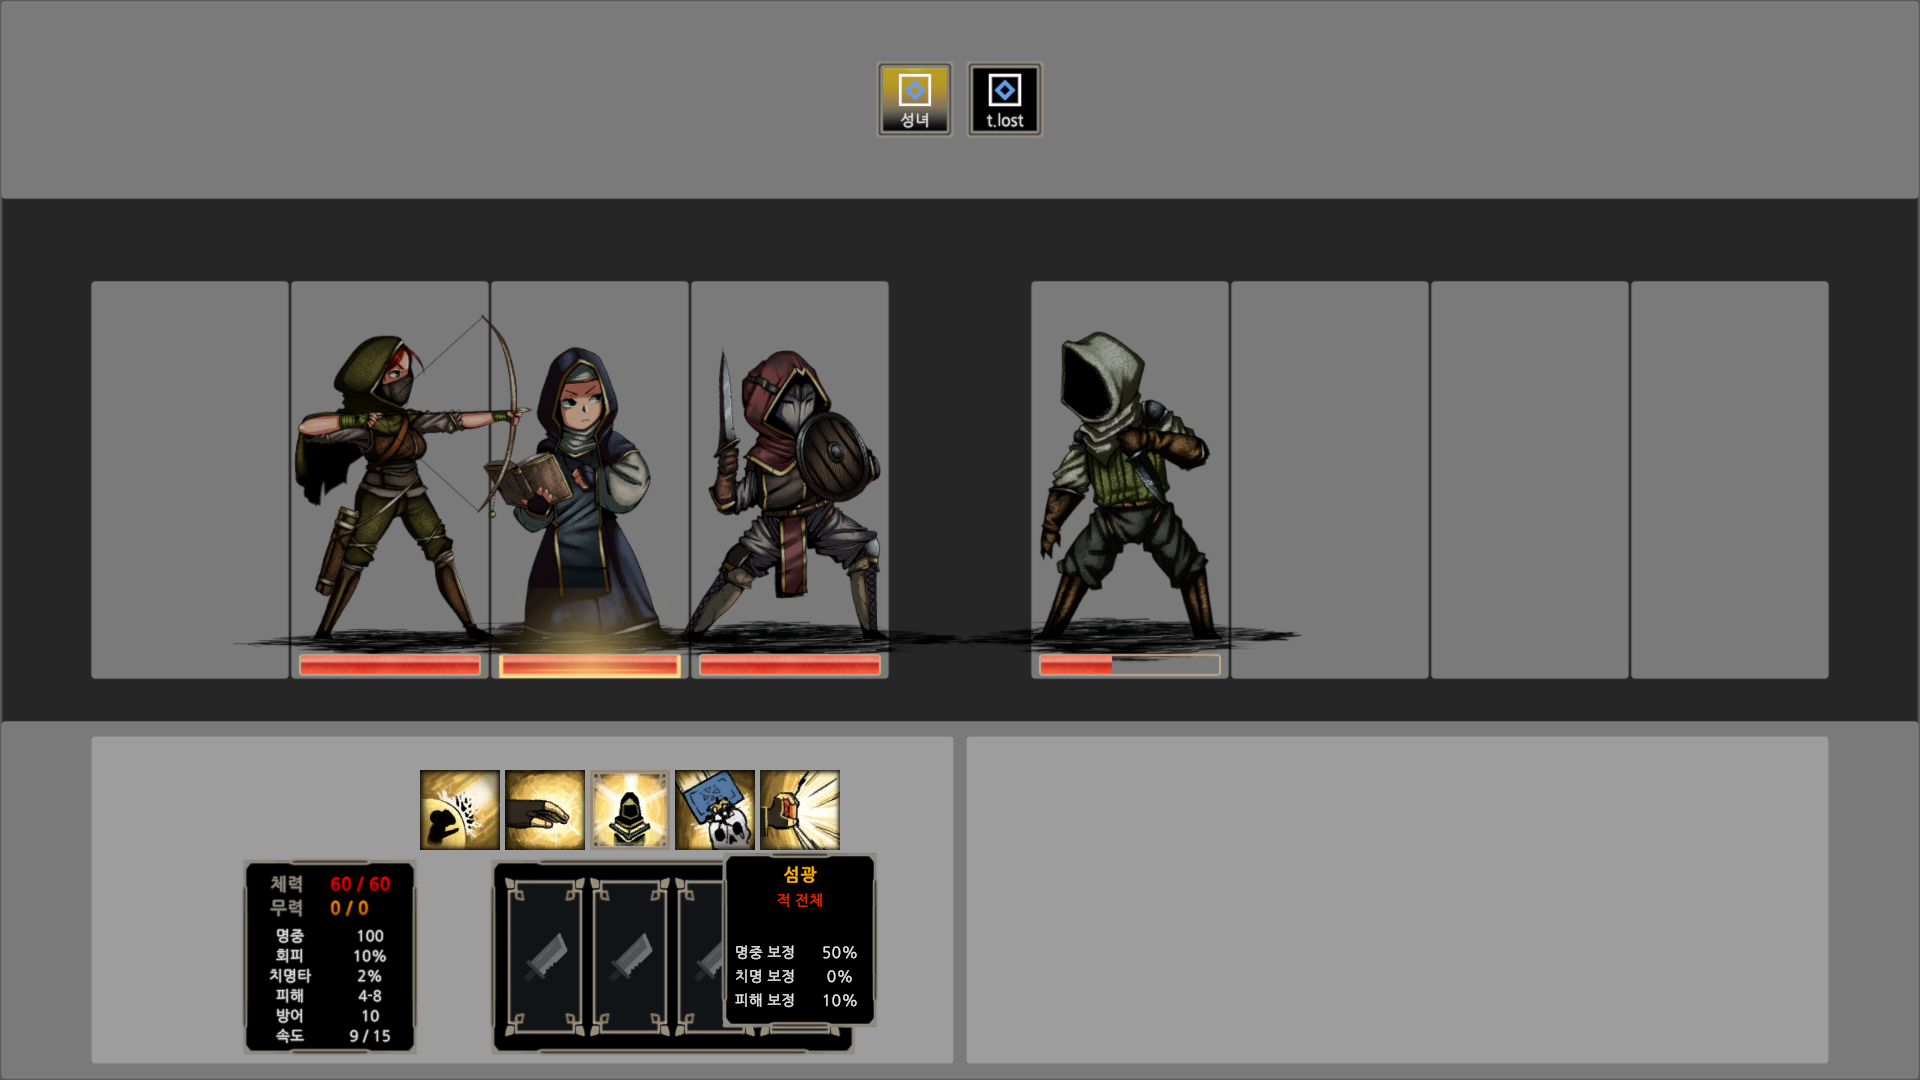 성녀
t.lost
체력 60 / 60
무력 0 / 0
명중 100
회피 10%
치명타 2%
피해 4-8
방어 10
속도 9 / 15
섬광
적 전체
명중 보정 50%
치명 보정 0%
피해 보정 10%